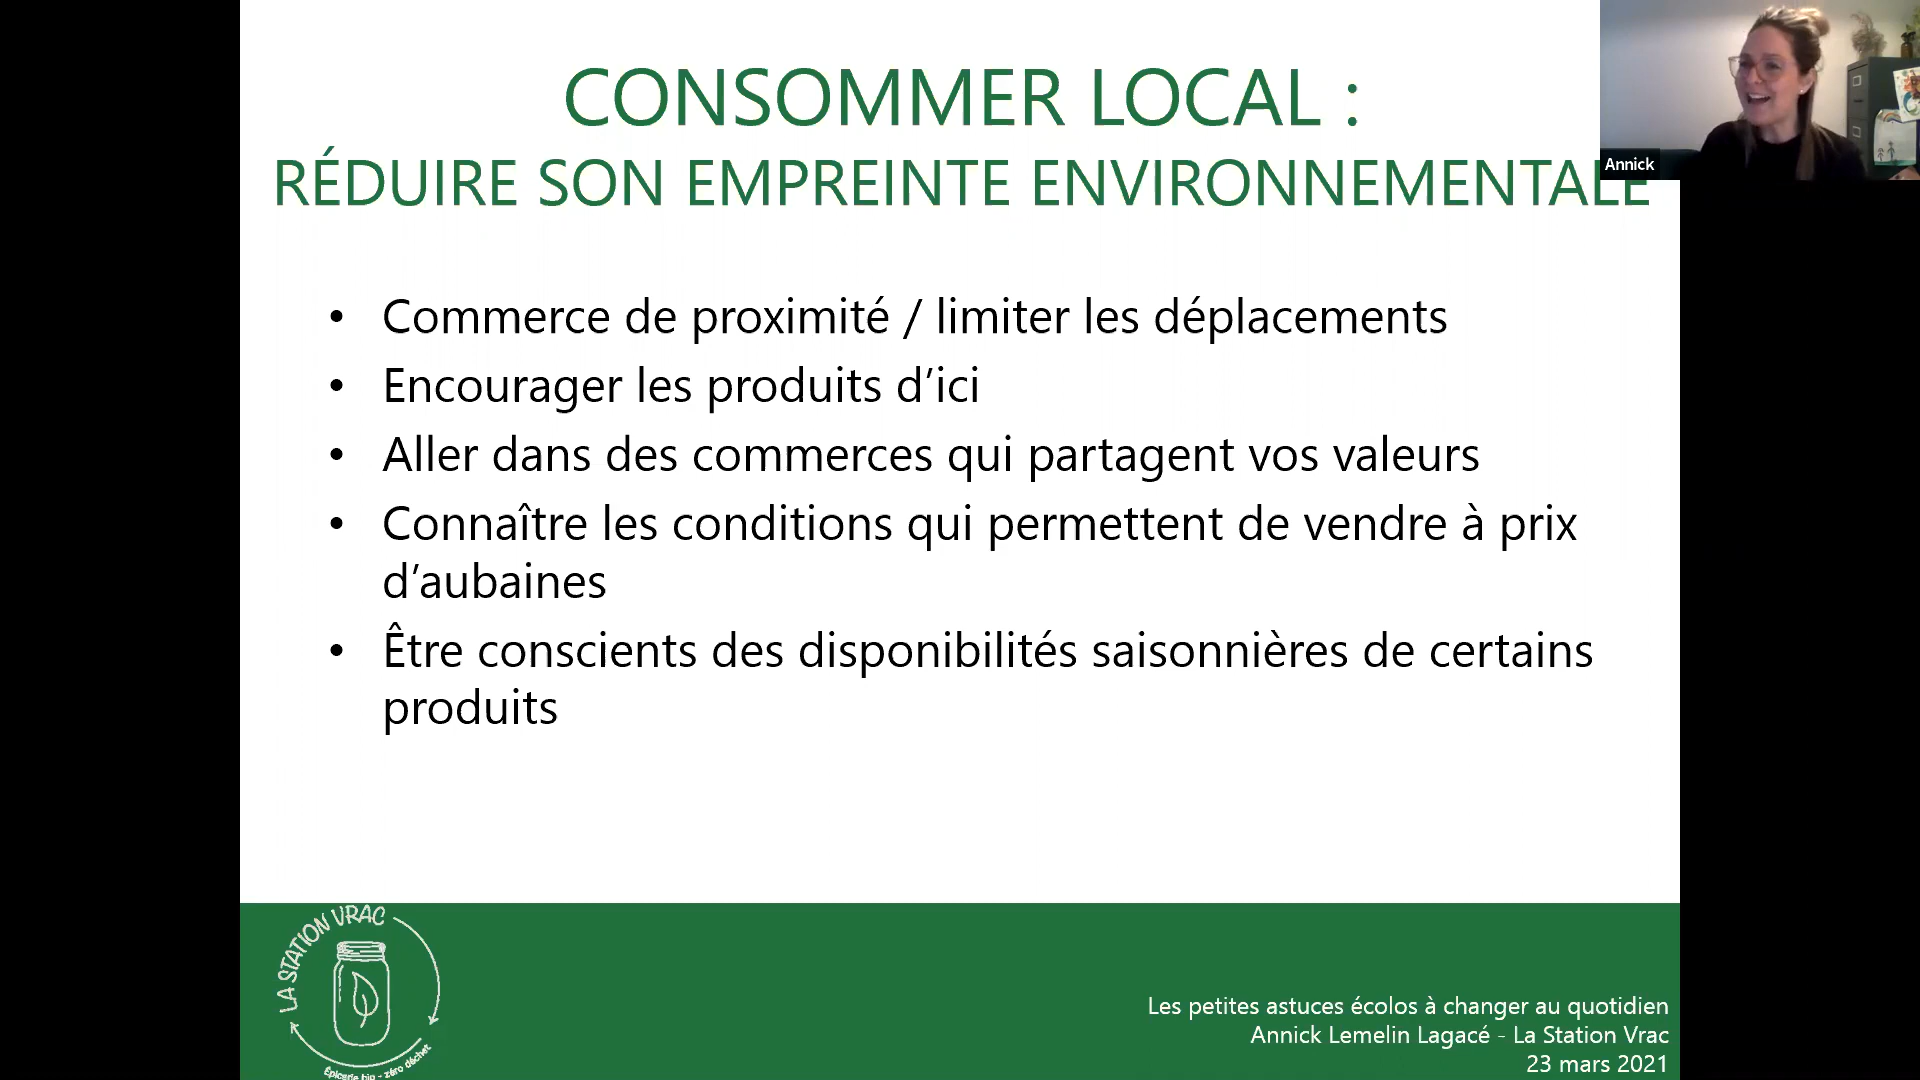 CONSOMMER LOCAL :
RÉDUIRE SON EMPREINTE ENVIRONNEMENTALE
Annick
• Commerce de proximité / limiter les déplacements
• Encourager les produits d’ici
• Aller dans des commerces qui partagent vos valeurs
• Connaître les conditions qui permettent de vendre à prix
d’aubaines
• Être conscients des disponibilités saisonnières de certains
produits
LA STATION VRAC
Épicerie bio - zéro déchet
Les petites astuces écolos à changer au quotidien
Annick Lemelin Lagacé - La Station Vrac
23 mars 2021